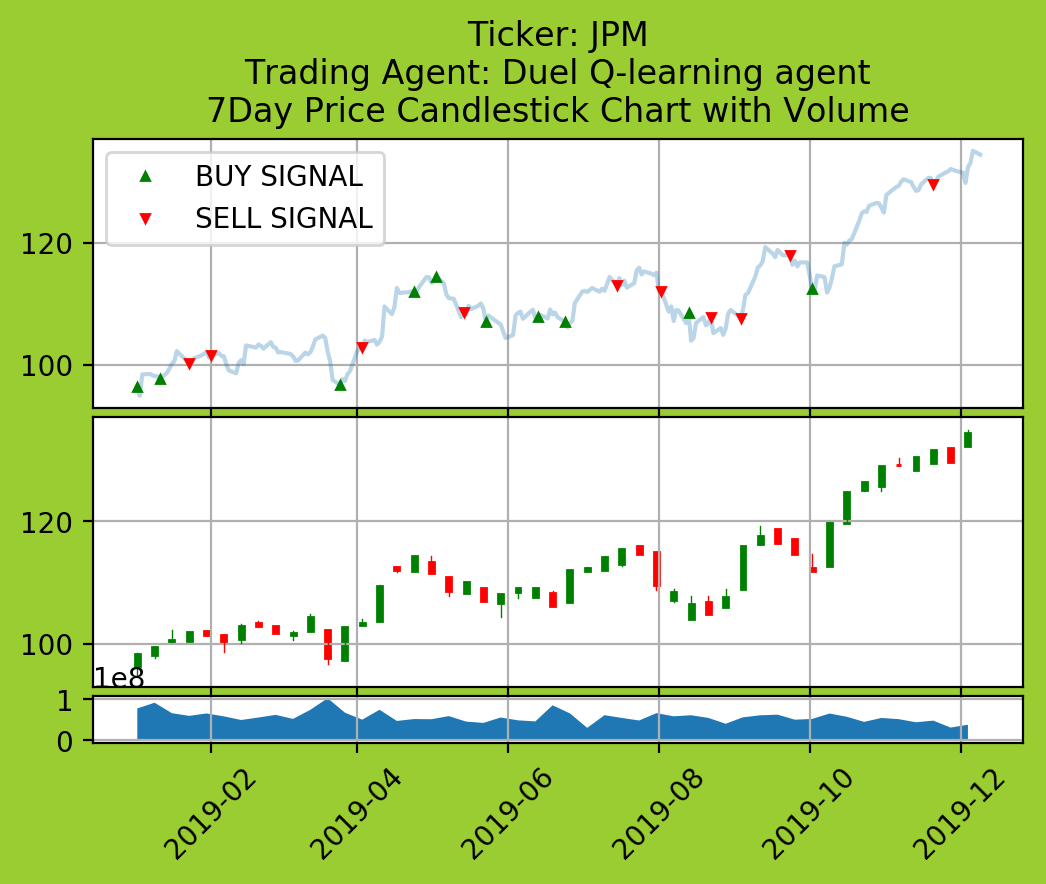 Ticker: JPM
Trading Agent: Duel Q-learning agent
7Day Price Candlestick Chart with Volume
BUY SIGNAL
SELL SIGNAL
120
100
120
100
1e8
1
0
2019-02
2019-04
2019-06
2019-08
2019-10
2019-12